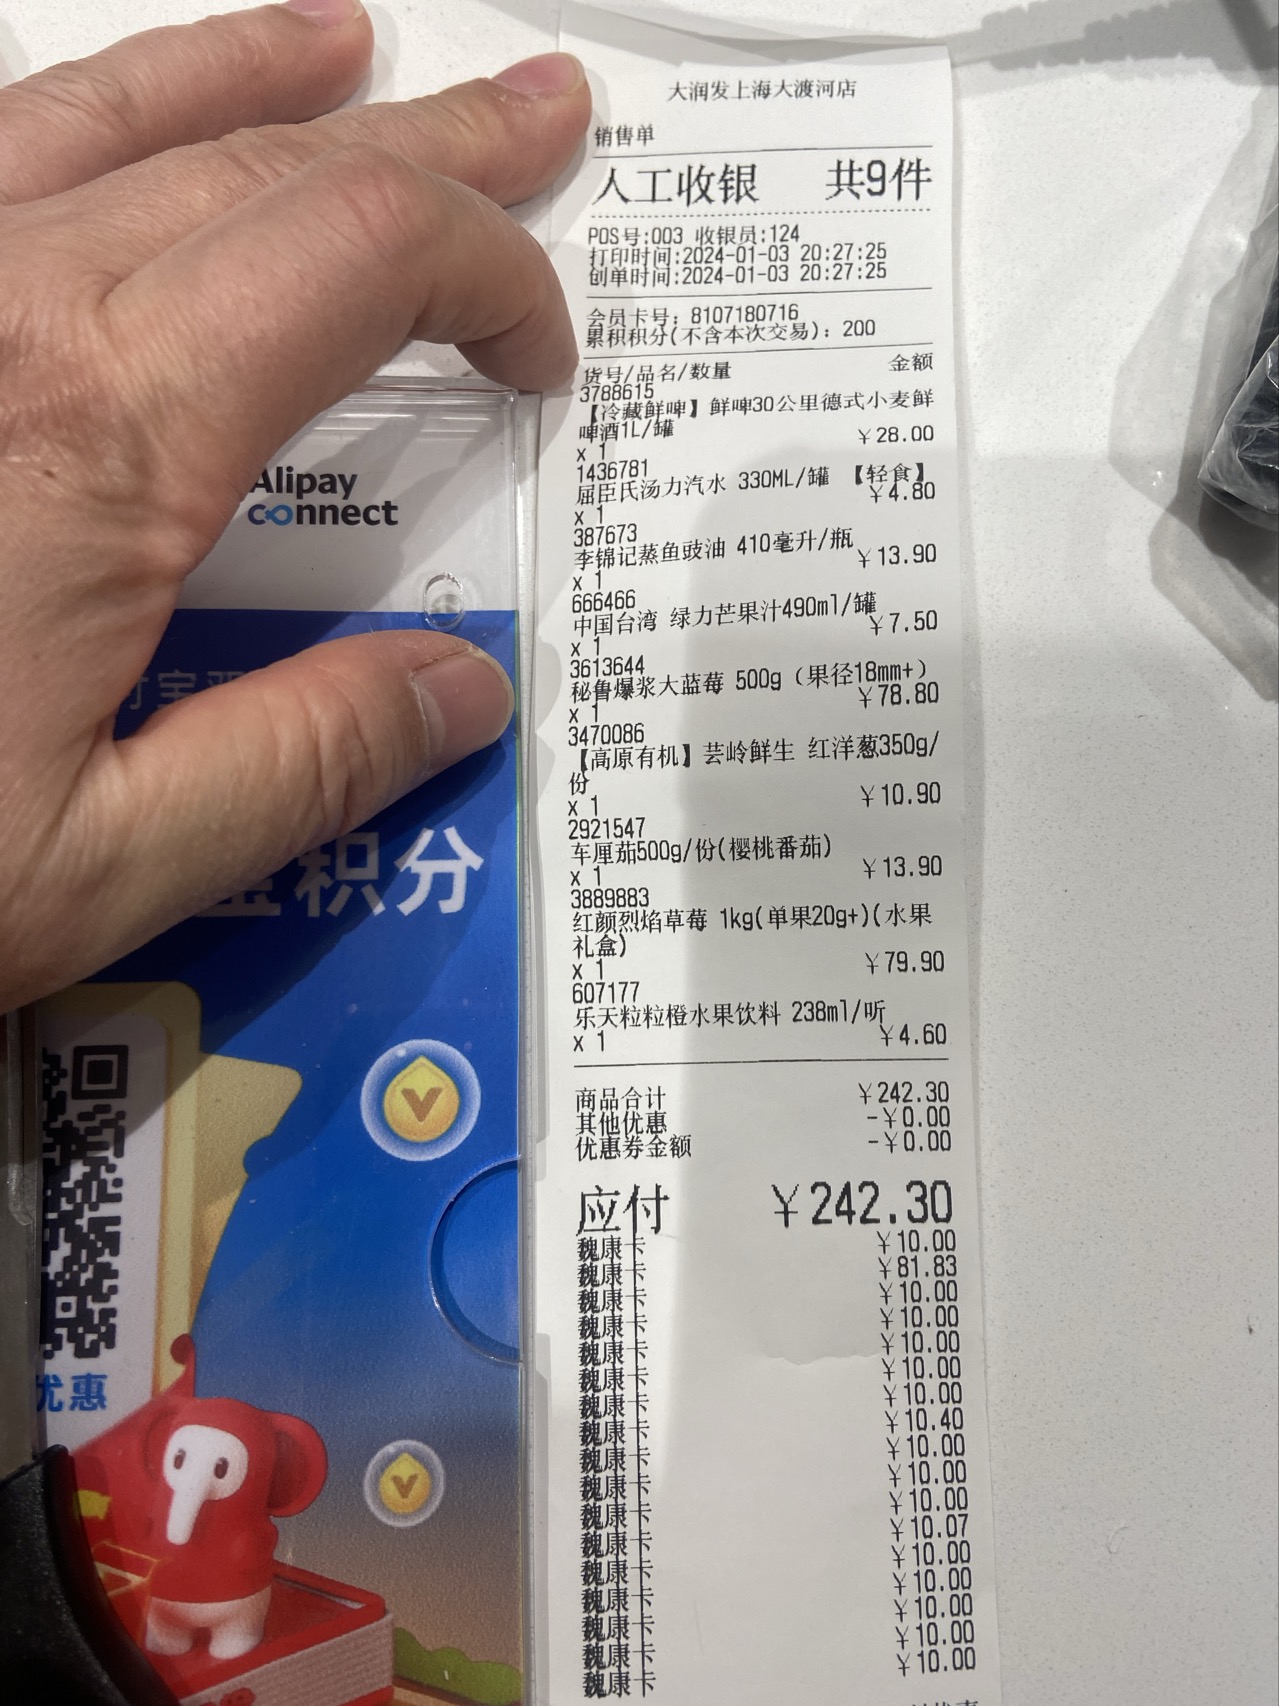 大润发上海大渡河店
销售单
人工收银 共9件
POS号:003 收银员:124
打印时间:2024-01-03 20:27:25
创单时间:2024-01-03 20:27:25
会员卡号: 8107180716
累积积分(不含本次交易): 200
货号/品名/数量 金额
3788615
【冷藏鲜啤】鲜啤30公里德式小麦鲜
啤酒1L/罐 ¥28.00
x 1
1436781
屈臣氏汤力汽水 330ML/罐 【轻食】
¥4.80
x 1
387673
李锦记蒸鱼豉油 410毫升/瓶 ¥13.90
x 1
666466
中国台湾 绿力芒果汁490ml/罐
¥7.50
x 1
3613644
秘鲁爆浆大蓝莓 500g（果径18mm+）
¥78.80
x 1
3470086
【高原有机】芸岭鲜生 红洋葱350g/
份
¥10.90
x 1
2921547
车厘茄500g/份(樱桃番茄)
¥13.90
x 1
3889883
红颜烈焰草莓 1kg(单果20g+)(水果
礼盒)
¥79.90
x 1
607177
乐天粒粒橙水果饮料 238ml/听
¥4.60
x 1
商品合计 ¥242.30
其他优惠 -¥0.00
优惠券金额 -¥0.00
应付 ¥242.30
魏康卡 ¥10.00
魏康卡 ¥81.83
魏康卡 ¥10.00
魏康卡 ¥10.00
魏康卡 ¥10.00
魏康卡 ¥10.00
魏康卡 ¥10.00
魏康卡 ¥10.40
魏康卡 ¥10.00
魏康卡 ¥10.00
魏康卡 ¥10.00
魏康卡 ¥10.07
魏康卡 ¥10.00
魏康卡 ¥10.00
魏康卡 ¥10.00
魏康卡 ¥10.00
魏康卡 ¥10.00
Alipay
connect
付宝
积分
优惠